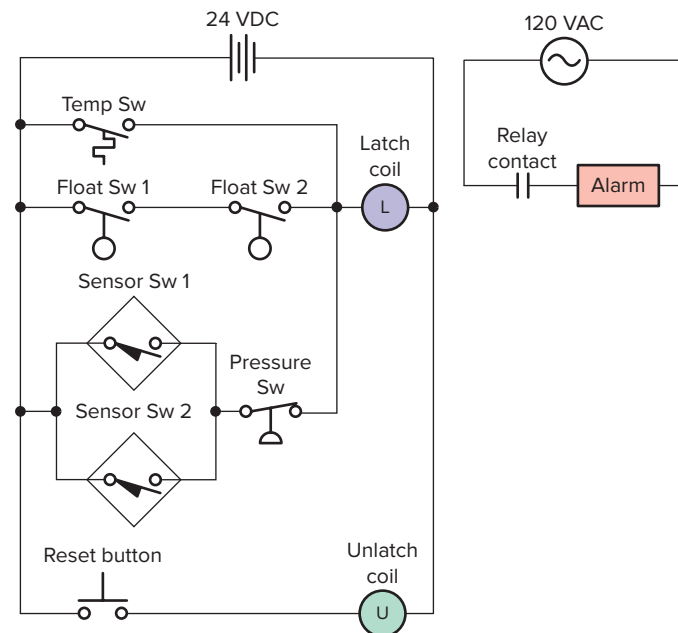 24 VDC
120 VAC
Temp Sw
Latch
coil
Relay
contact
Alarm
Float Sw 1
Float Sw 2
L
Sensor Sw 1
Pressure
Sw
Sensor Sw 2
Reset button
Unlatch
coil
U